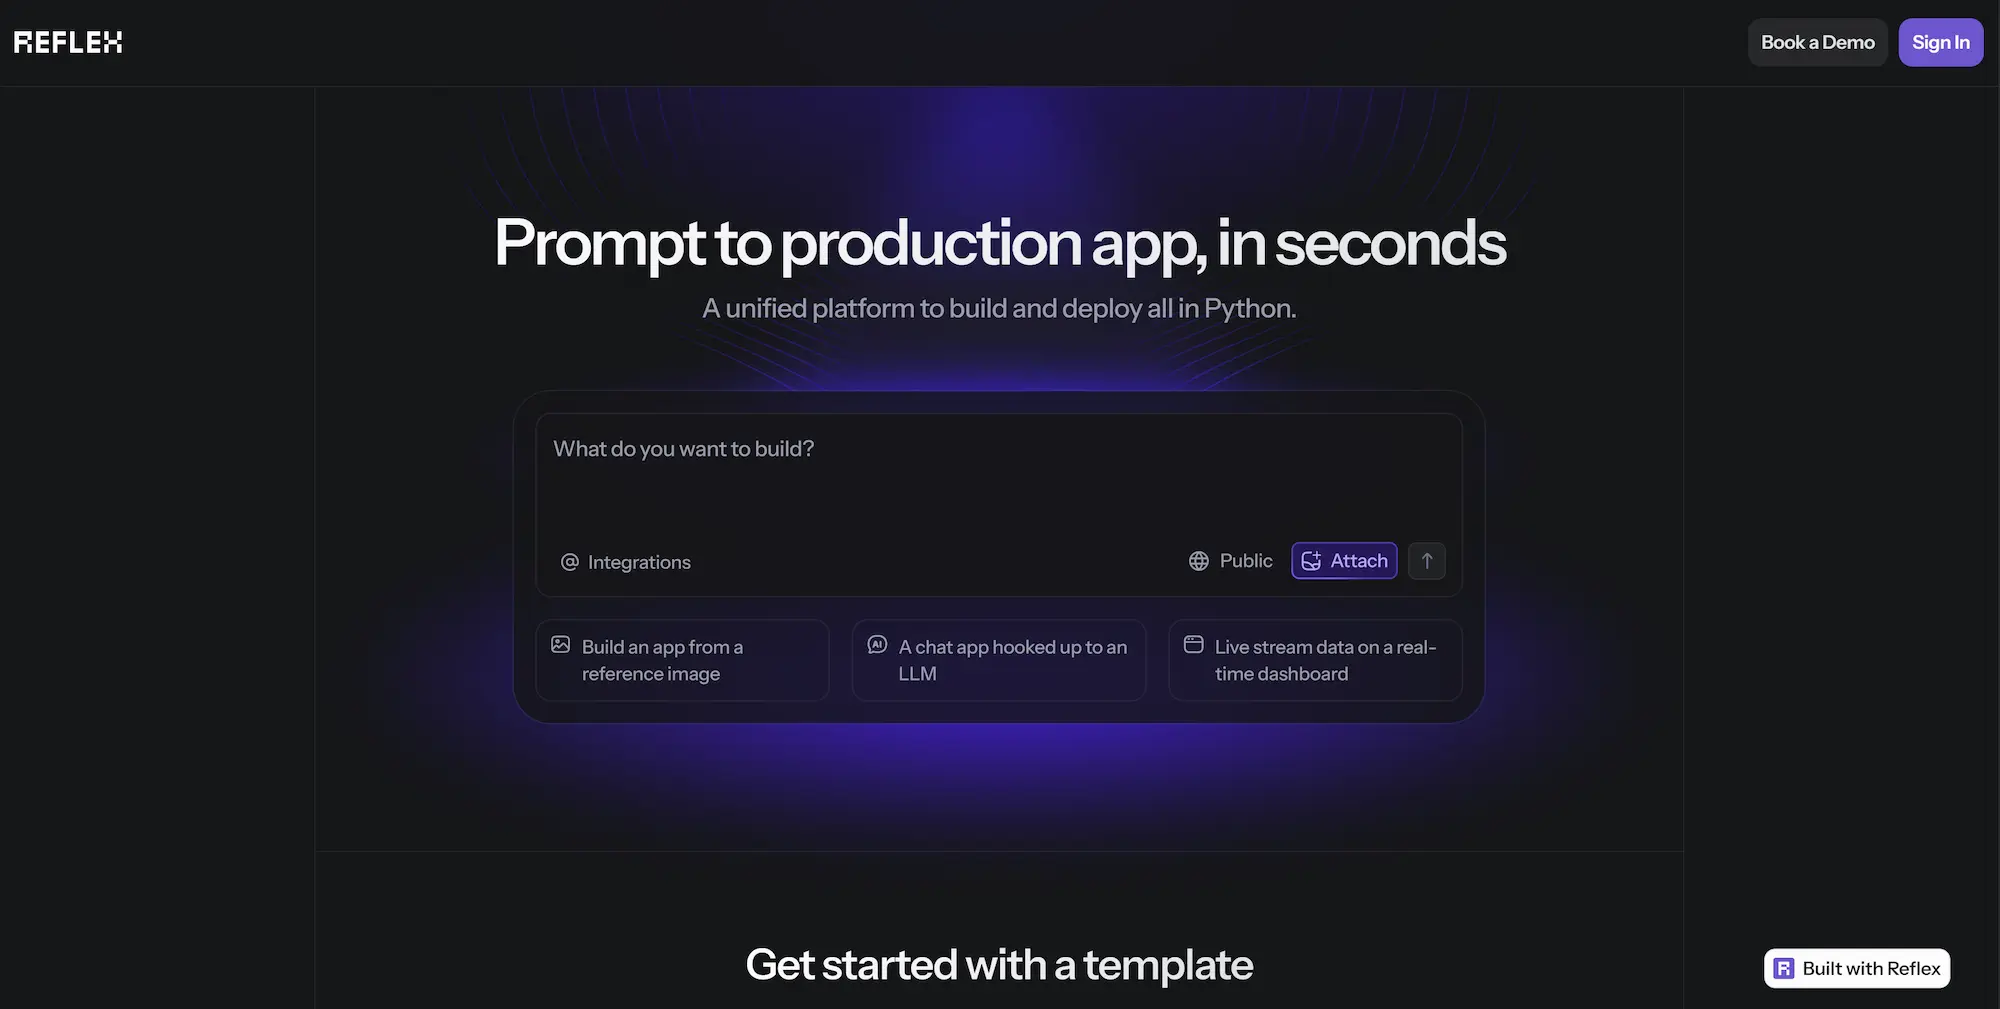 REFLEX
Book a Demo
Sign In
Prompt to production app, in seconds
A unified platform to build and deploy all in Python.
What do you want to build?
@ Integrations
Public
Attach
Build an app from a
reference image
AI
A chat app hooked up to an
LLM
Live stream data on a real-
time dashboard
Get started with a template
R Built with Reflex